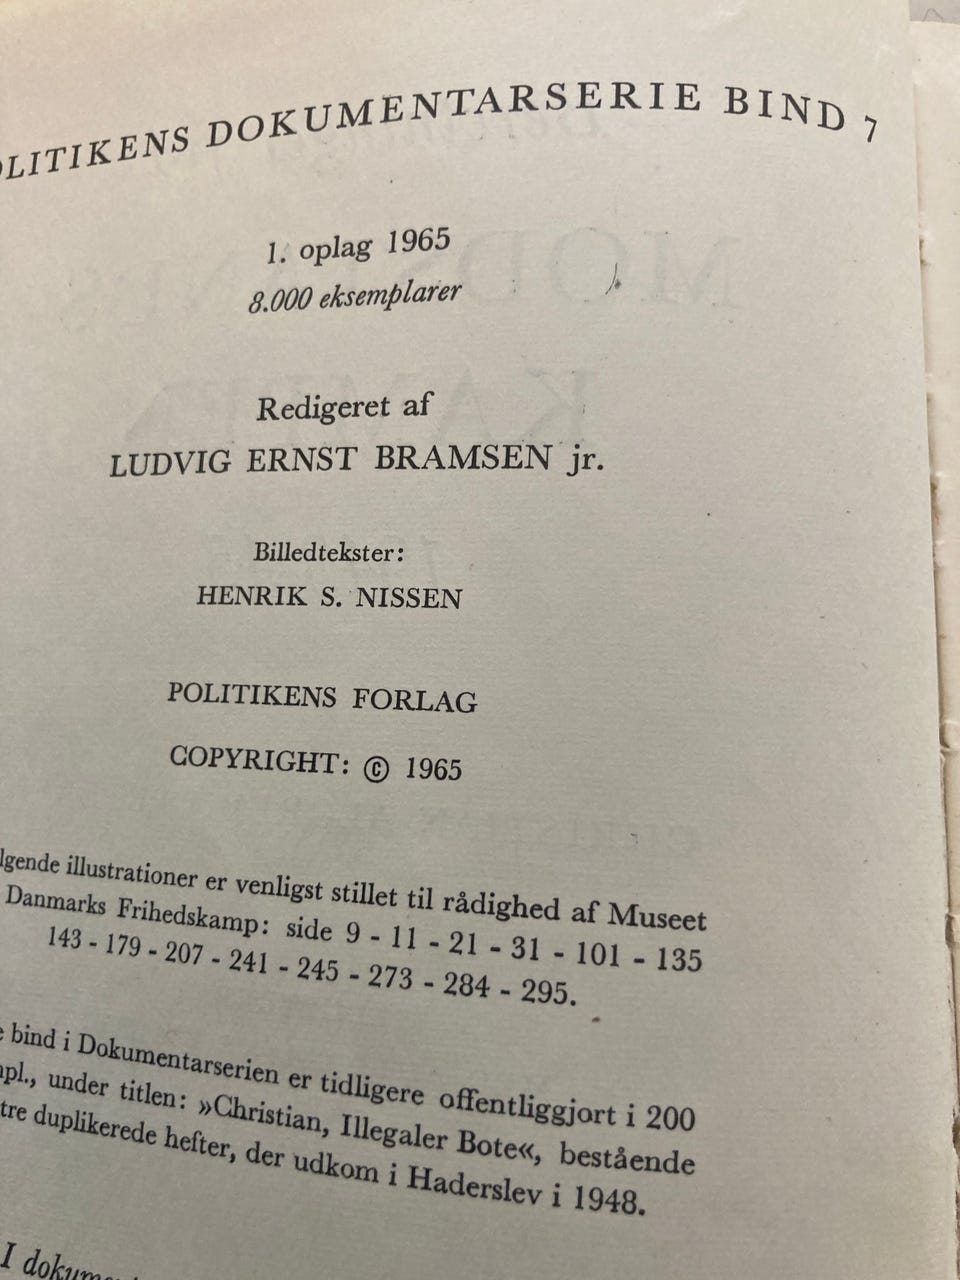 OLITIKENS DOKUMENTARSERIE BIND 7
1. oplag 1965
8.000 eksemplarer
Redigeret af
LUDVIG ERNST BRAMSEN jr.
Billedtekster:
HENRIK S. NISSEN
POLITIKENS FORLAG
COPYRIGHT: © 1965
lgende illustrationer er venligst stillet til rådighed af Museet
Danmarks Frihedskamp: side 9 - 11 - 21 - 31 - 101 - 135
143 - 179 - 207 - 241 - 245 - 273 - 284 - 295.
e bind i Dokumentarserien er tidligere offentliggjort i 200
pl., under titlen: »Christian, Illegaler Bote«, bestående
tre duplikerede hefter, der udkom i Haderslev i 1948.
I dokum